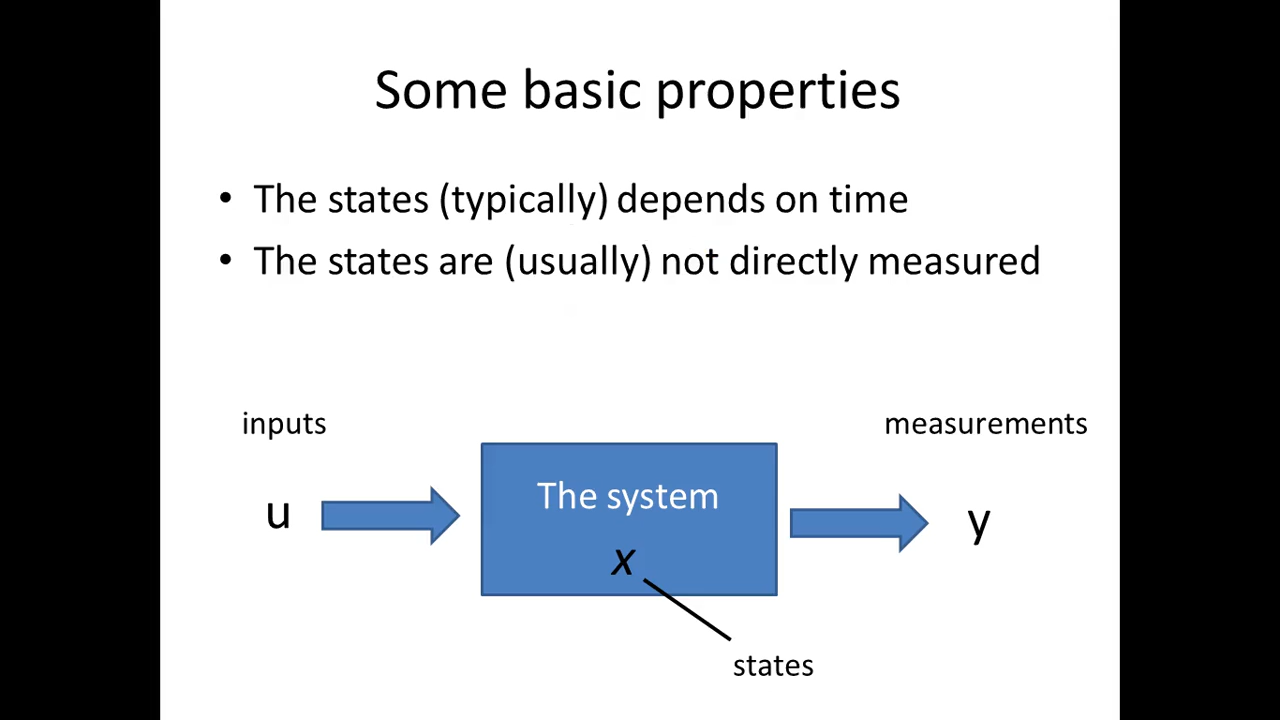 Some basic properties
• The states (typically) depends on time
• The states are (usually) not directly measured
inputs
measurements
u
The system
y
x
states